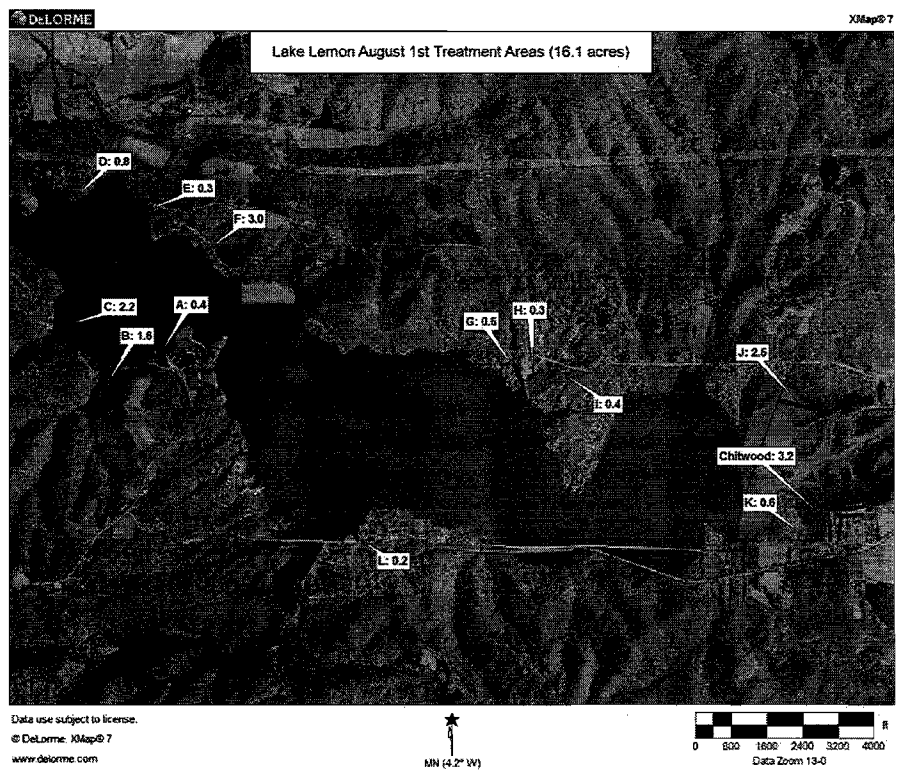 DELORME
XMap® 7
Lake Lemon August 1st Treatment Areas (16.1 acres)
D: 0.8
E: 0.3
F: 3.0
C: 2.2
A: 0.4
B: 1.6
G: 0.5
H: 0.3
J: 2.5
I: 0.4
Chitwood: 3.2
K: 0.6
L: 0.2
Data use subject to license.
© DeLorme. XMap® 7
www.delorme.com
MN (4.2° W)
ft
0 800 1600 2400 3200 4000
Data Zoom 13-0